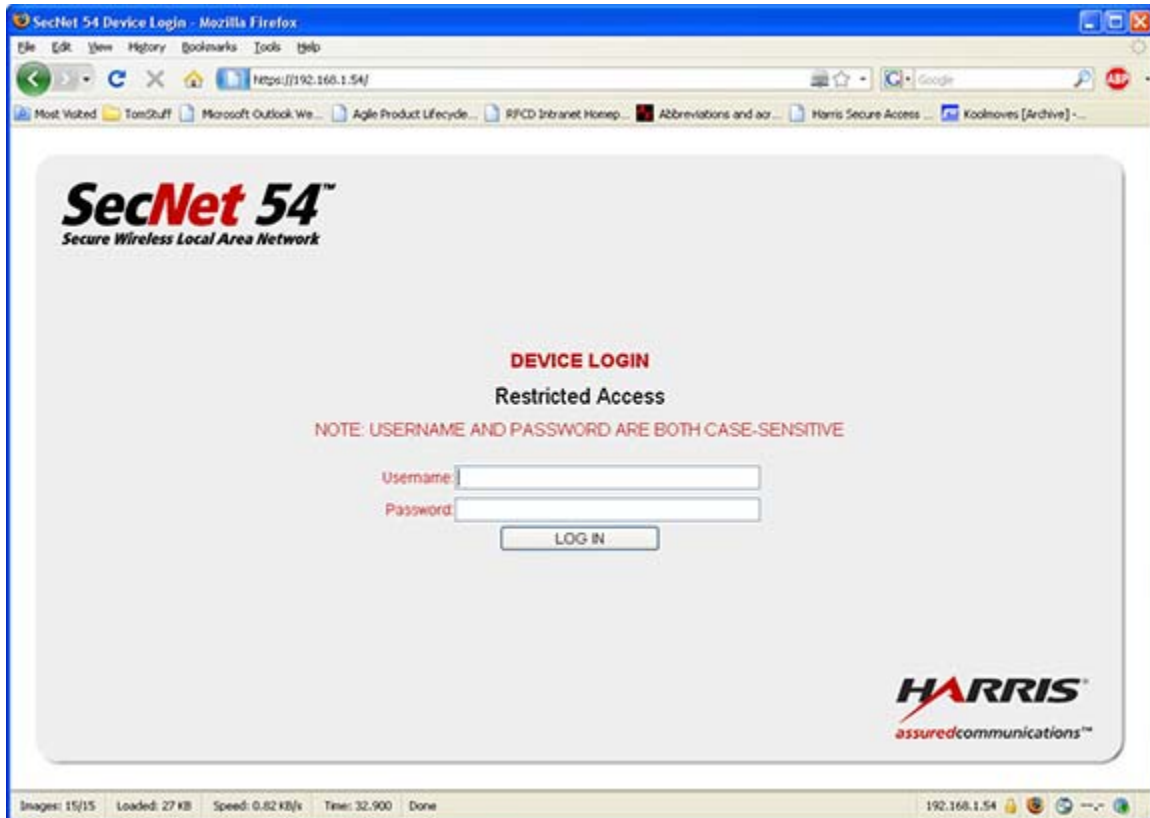 SecNet 54 Device Login - Mozilla Firefox
File Edit View History Bookmarks Tools Help
https://192.168.1.54/
Google
ABP
Most Visited TomStuff Microsoft Outlook We... Agile Product Lifecycle... RFCD Intranet Homep... Abbreviations and acr... Harris Secure Access ... Koolmoves [Archive] -...
SecNet 54™
Secure Wireless Local Area Network
DEVICE LOGIN
Restricted Access
NOTE: USERNAME AND PASSWORD ARE BOTH CASE-SENSITIVE
Username:
Password:
LOG IN
HARRIS®
assuredcommunications™
Images: 15/15 Loaded: 27 KB Speed: 0.82 KB/s Time: 32.900 Done 192.168.1.54 --.-